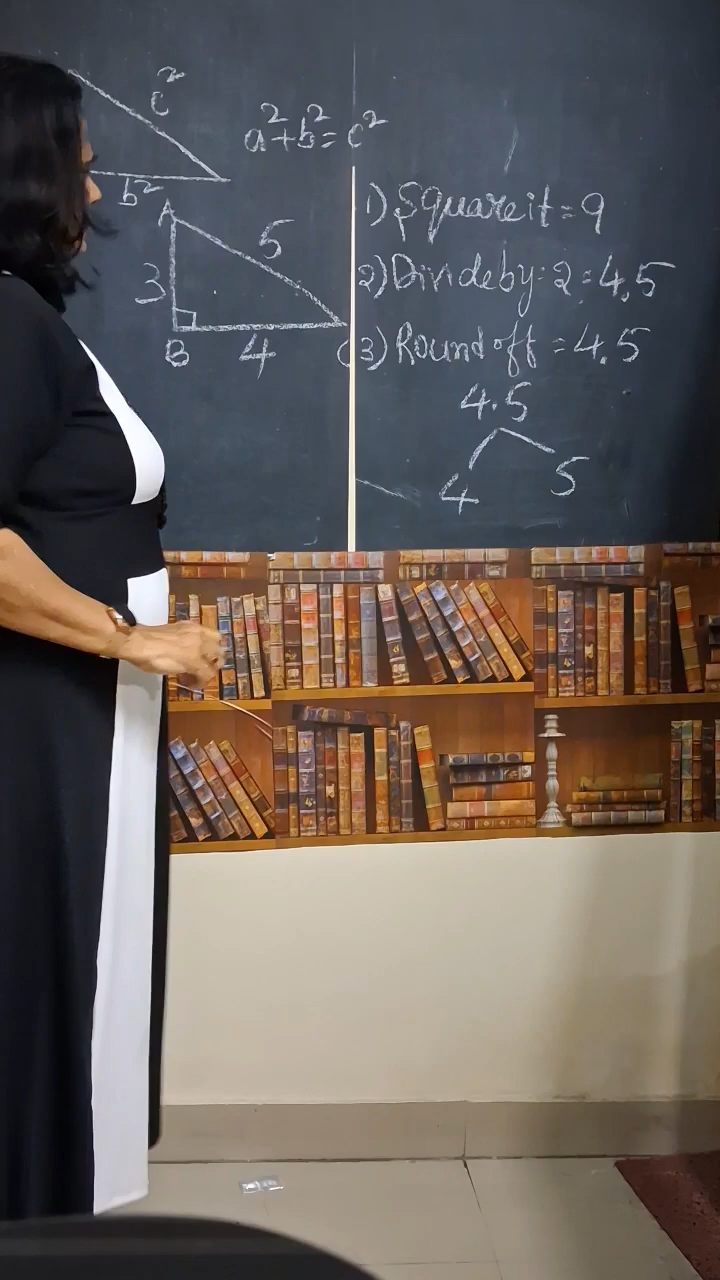 c²
b²
a²+b²=c²
A
5
3
B
4
C
1) Square it = 9
2) Divide by: 2 = 4.5
3) Round off = 4.5
4.5
4 5